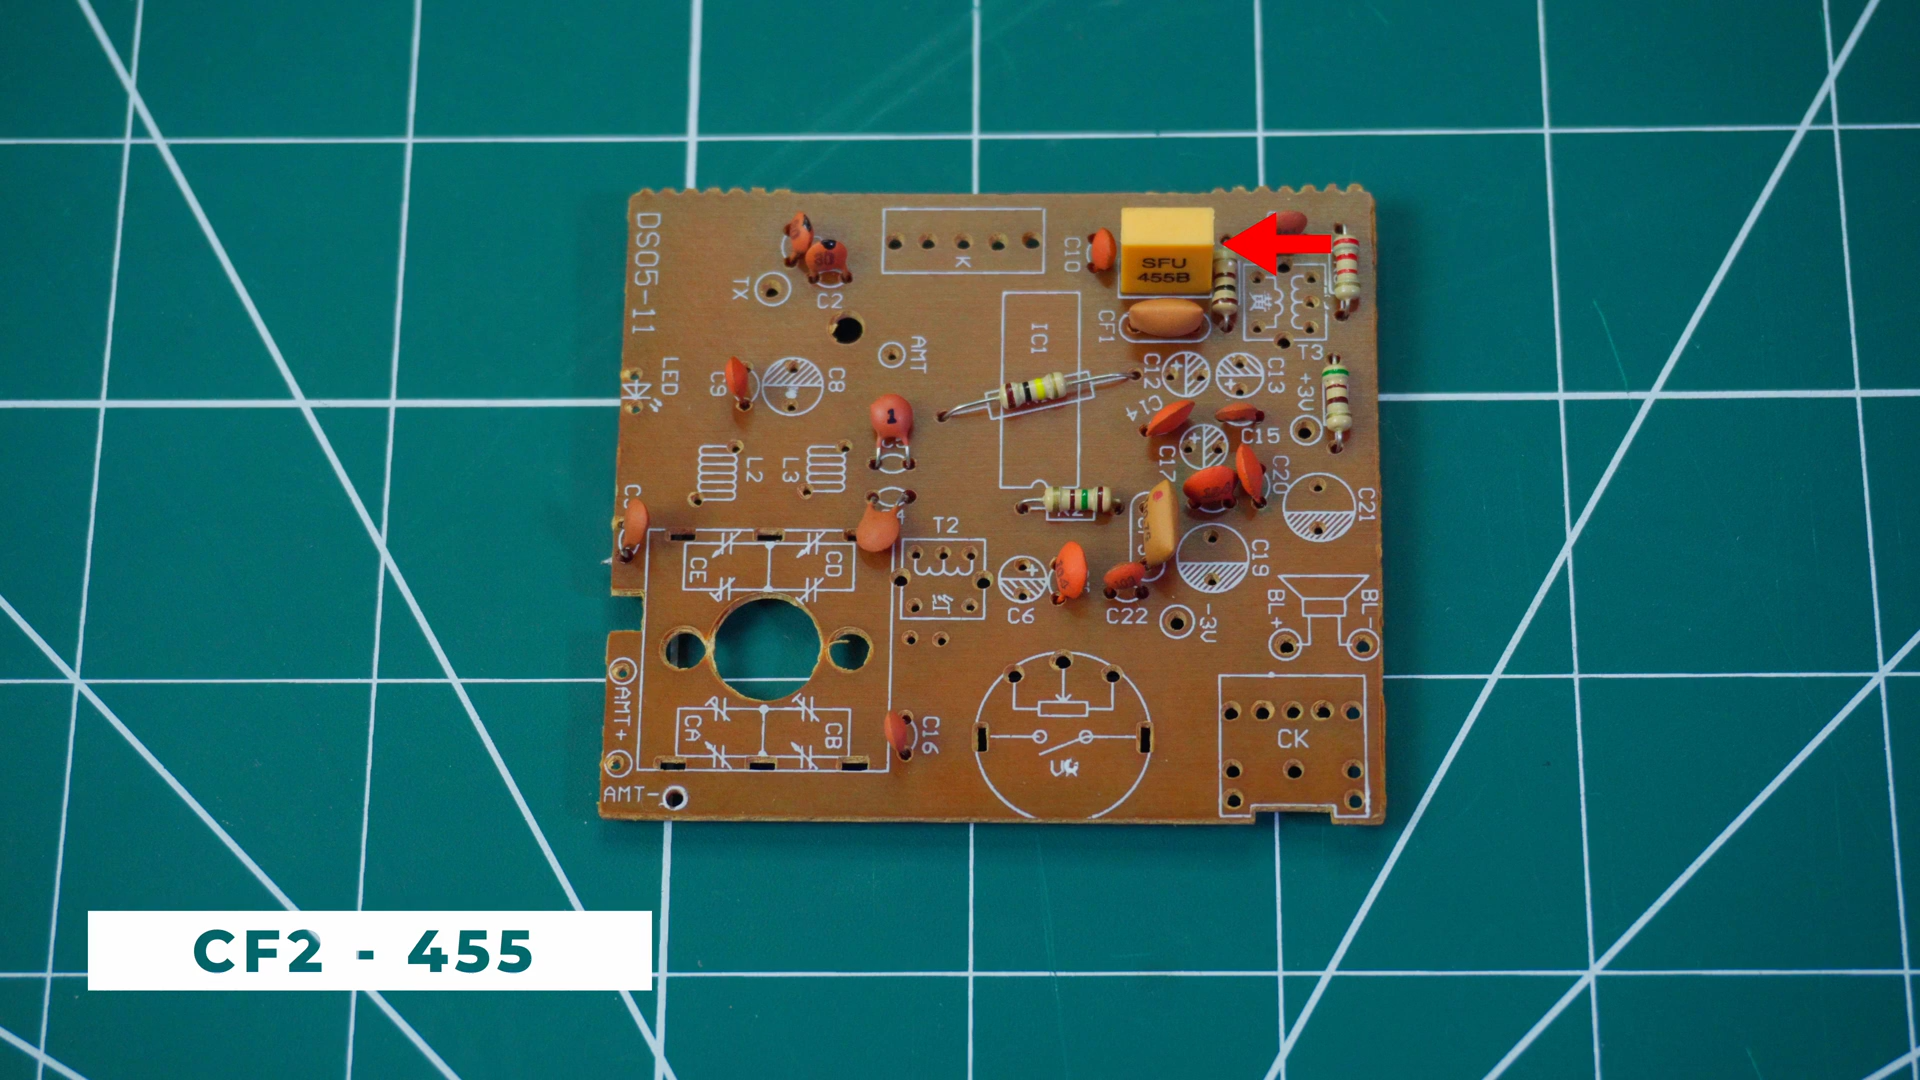 DS05-11
TX
C2
K
C10
SFU
455B
CF1
IC1
黄
T3
LED
C9
C8
AMT
C12
C13
+3V
C14
C15
C17
C20
C21
L2
L3
T2
红
C6
C22
C19
-3V
BL+
BL-
CE
CD
CA
CB
AMT+
AMT-
C16
CK
CF2 - 455